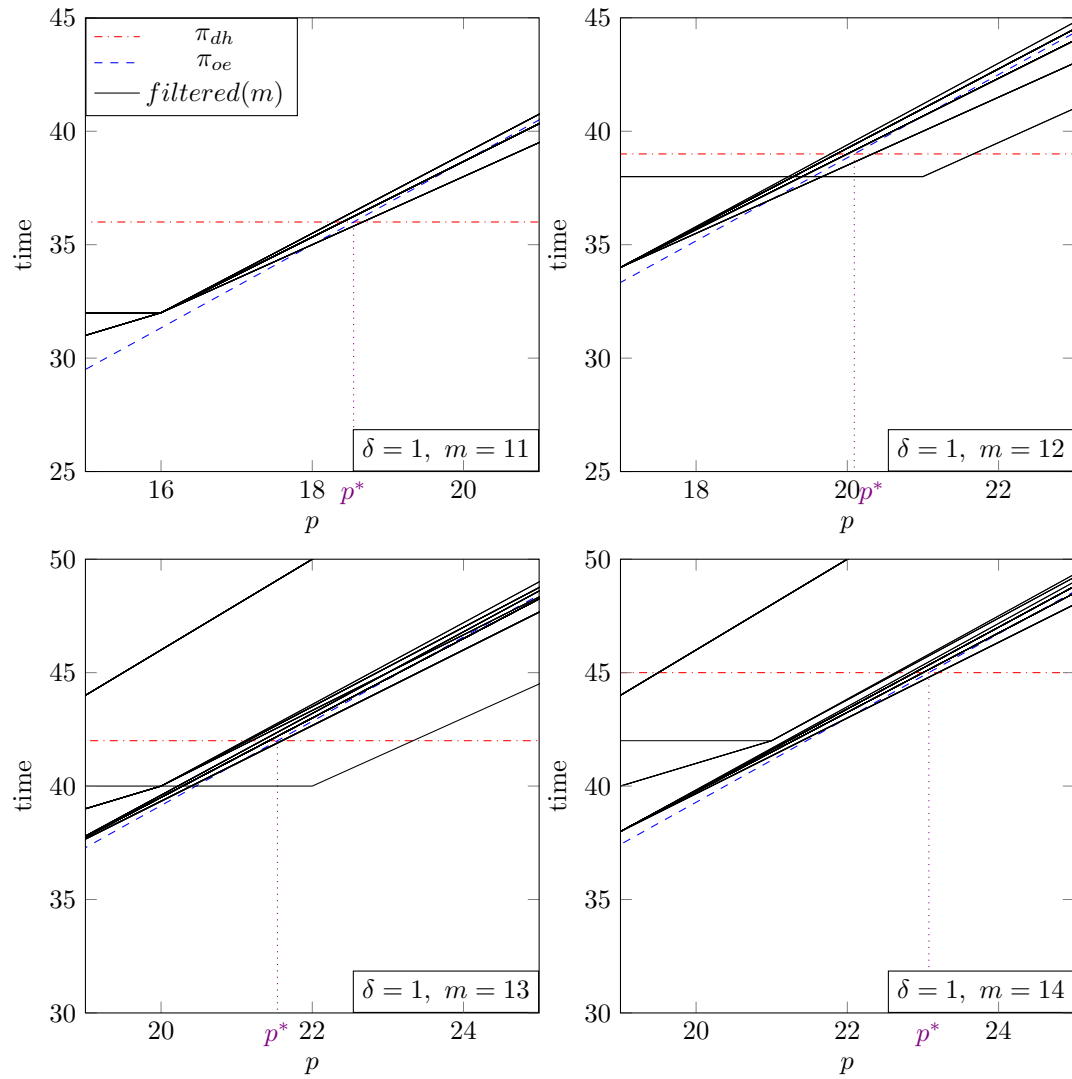 45
40
35
30
25
time
π_dh
π_oe
filtered(m)
δ = 1, m = 11
16 18 20
p*
p
45
40
35
30
25
time
δ = 1, m = 12
18 20 22
p*
p
50
45
40
35
30
time
δ = 1, m = 13
20 22 24
p*
p
50
45
40
35
30
time
δ = 1, m = 14
20 22 24
p*
p